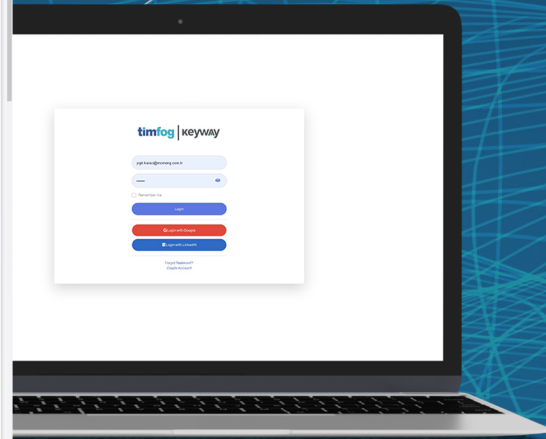 timfog | keyway
Remember me
Login
Login with Google
Login with LinkedIn
Forgot Password?
Create Account!